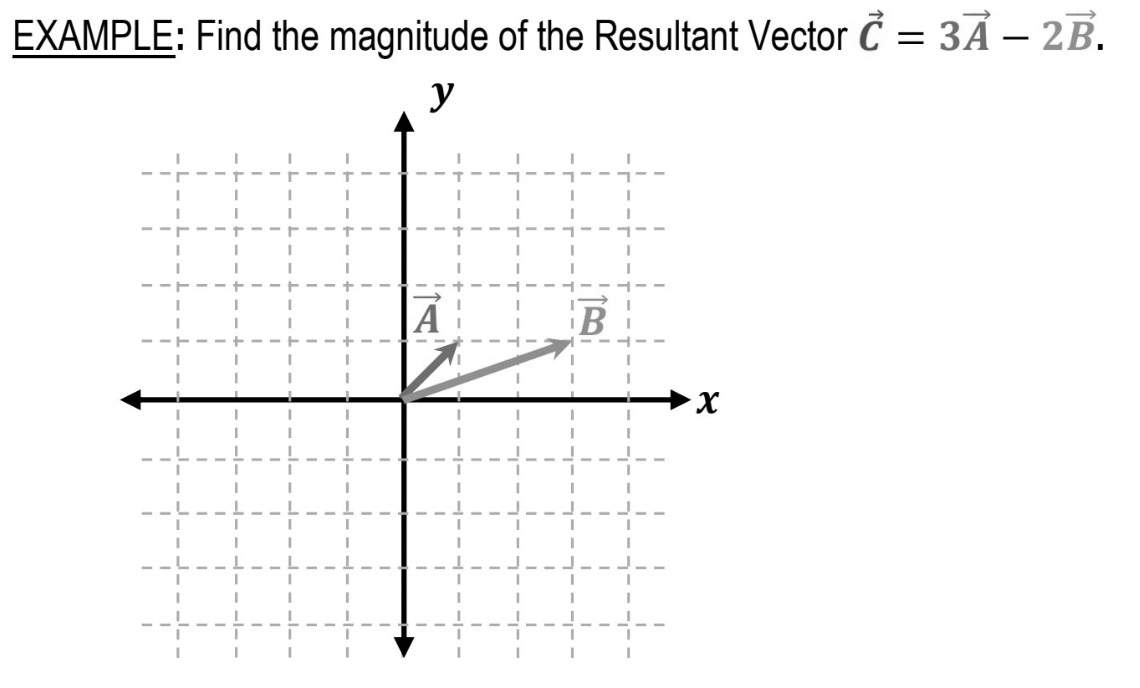 EXAMPLE: Find the magnitude of the Resultant Vector C⃗ = 3A⃗ − 2B⃗.
y
A⃗
B⃗
x